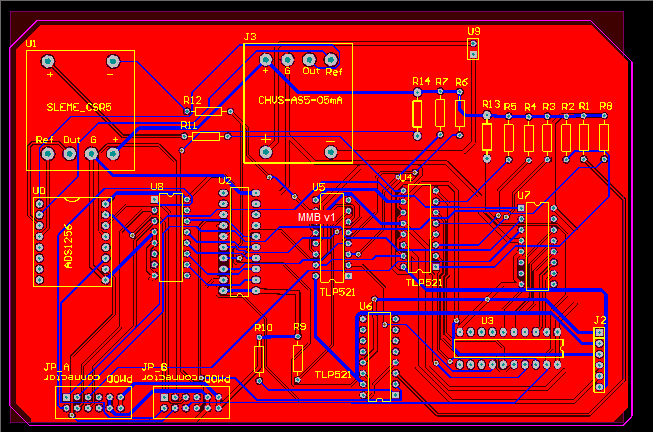 U9
J3
U1
+ -
+ G Out Ref
R14 R7 R6
SLEME_CSR5
CHVS-AS5-05mA
R12
R13 R5 R4 R3 R2 R1 R8
R11
+
Ref Out G +
U0 U8 U2 U5 U4 U7
ADS1256
MMB v1
TLP521
U6
R10 R9
U3 J2
JP_A JP_B
PMOD connector PMOD connector
TLP521